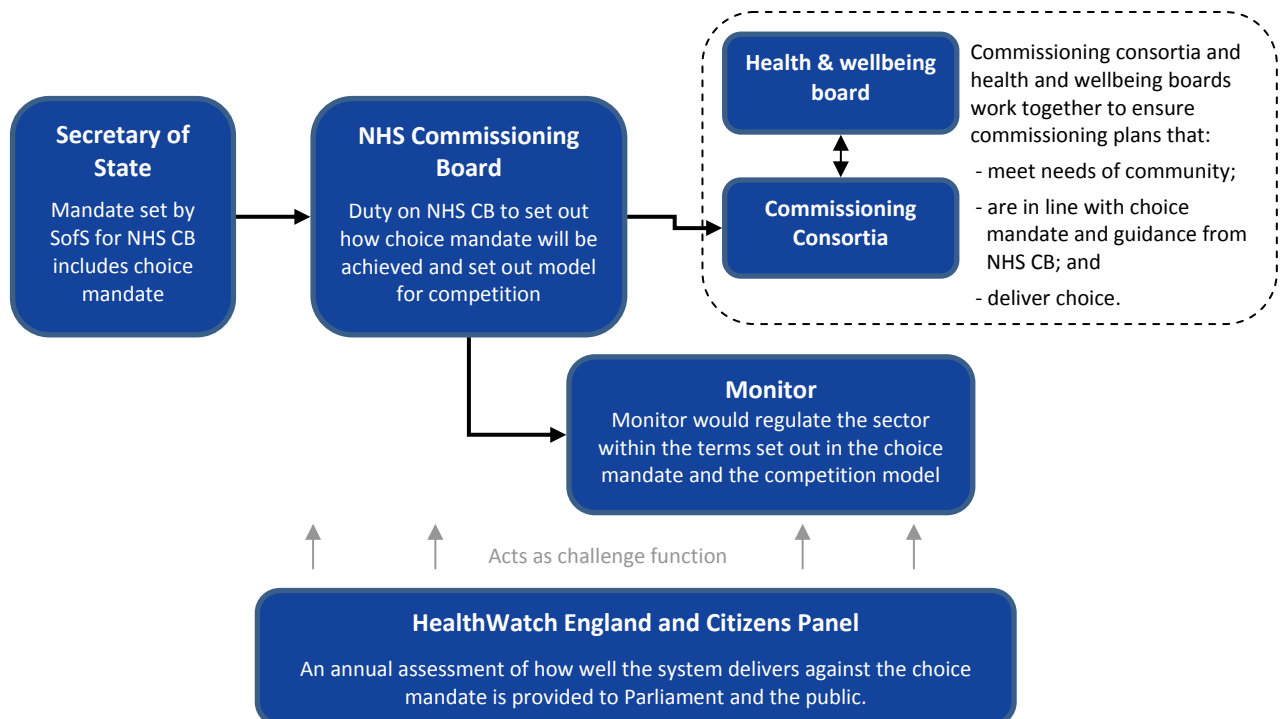 Secretary of
State
Mandate set by
SofS for NHS CB
includes choice
mandate
NHS Commissioning
Board
Duty on NHS CB to set out
how choice mandate will be
achieved and set out model
for competition
Health & wellbeing
board
Commissioning
Consortia
Commissioning consortia and
health and wellbeing boards
work together to ensure
commissioning plans that:
- meet needs of community;
- are in line with choice
mandate and guidance from
NHS CB; and
- deliver choice.
Monitor
Monitor would regulate the sector
within the terms set out in the choice
mandate and the competition model
Acts as challenge function
HealthWatch England and Citizens Panel
An annual assessment of how well the system delivers against the choice
mandate is provided to Parliament and the public.